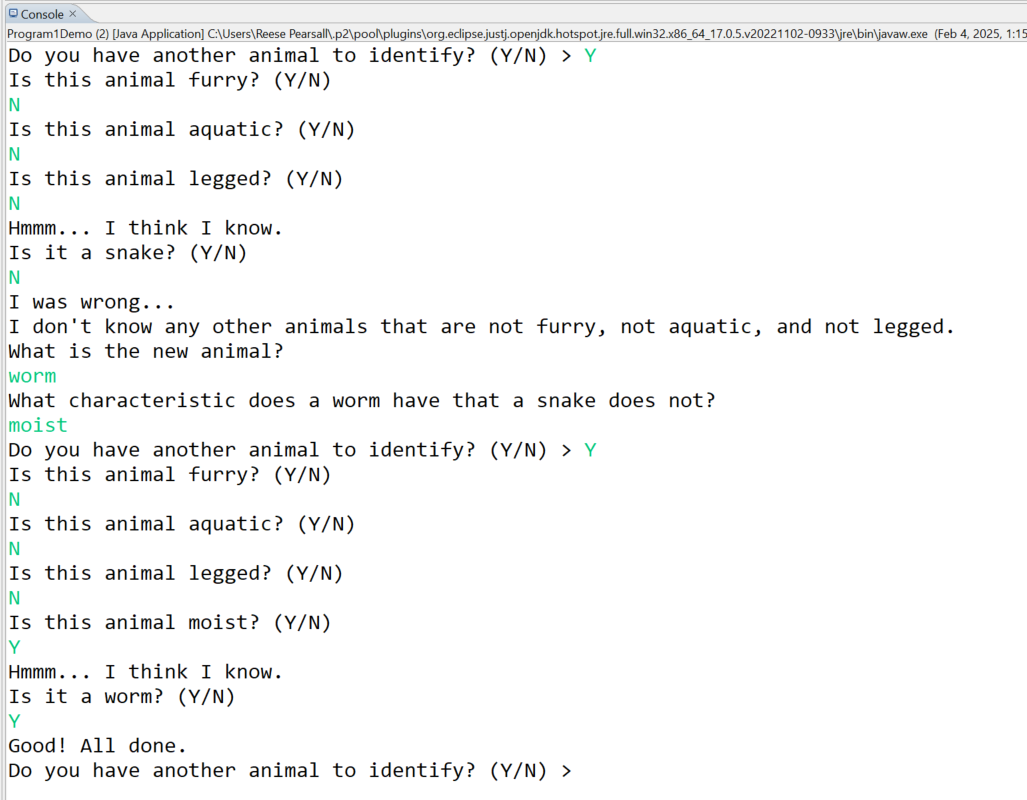 Console
Program1Demo (2) [Java Application] C:\Users\Reese Pearsall\.p2\pool\plugins\org.eclipse.justj.openjdk.hotspot.jre.full.win32.x86_64_17.0.5.v20221102-0933\jre\bin\javaw.exe (Feb 4, 2025, 1:15
Do you have another animal to identify? (Y/N) > Y
Is this animal furry? (Y/N)
N
Is this animal aquatic? (Y/N)
N
Is this animal legged? (Y/N)
N
Hmmm... I think I know.
Is it a snake? (Y/N)
N
I was wrong...
I don't know any other animals that are not furry, not aquatic, and not legged.
What is the new animal?
worm
What characteristic does a worm have that a snake does not?
moist
Do you have another animal to identify? (Y/N) > Y
Is this animal furry? (Y/N)
N
Is this animal aquatic? (Y/N)
N
Is this animal legged? (Y/N)
N
Is this animal moist? (Y/N)
Y
Hmmm... I think I know.
Is it a worm? (Y/N)
Y
Good! All done.
Do you have another animal to identify? (Y/N) >